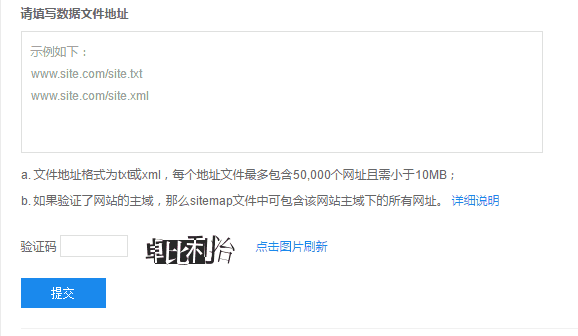 请填写数据文件地址
示例如下：
www.site.com/site.txt
www.site.com/site.xml
a. 文件地址格式为txt或xml，每个地址文件最多包含50,000个网址且需小于10MB；
b. 如果验证了网站的主域，那么sitemap文件中可包含该网站主域下的所有网址。 详细说明
验证码 卓比利治 点击图片刷新
提交